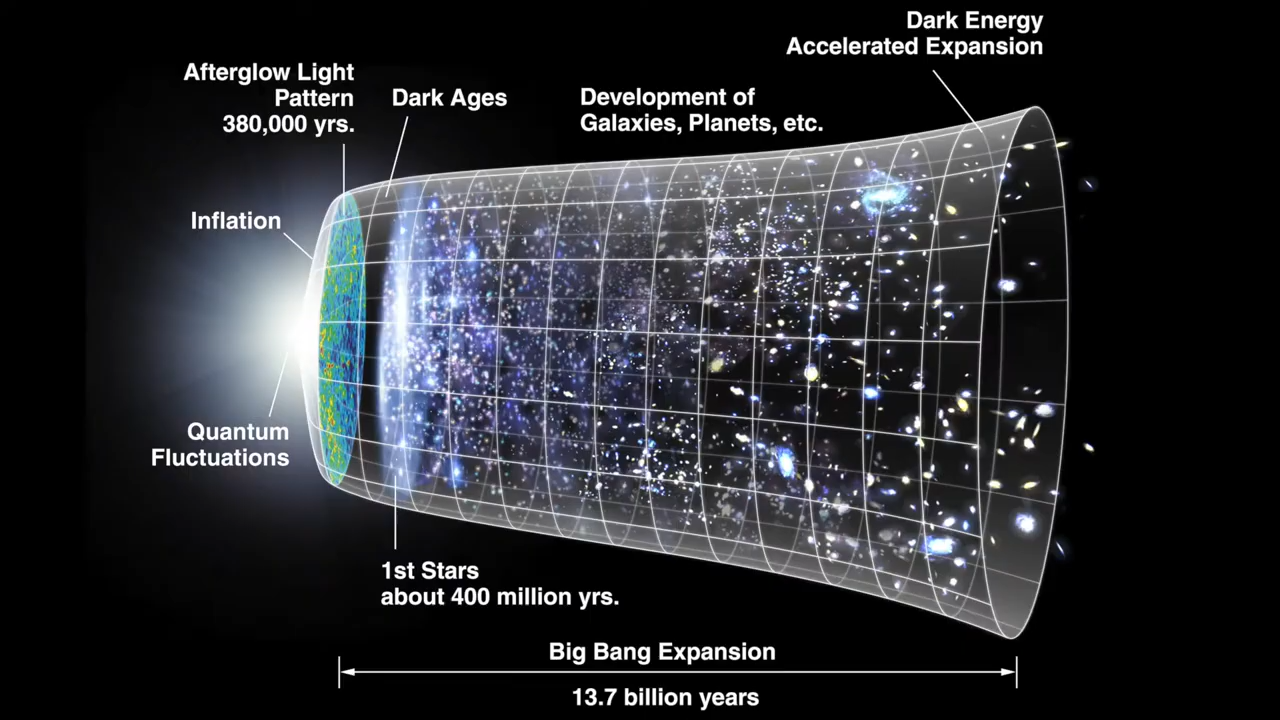 Dark Energy
Accelerated Expansion
Afterglow Light
Pattern
380,000 yrs.
Dark Ages
Development of
Galaxies, Planets, etc.
Inflation
Quantum
Fluctuations
1st Stars
about 400 million yrs.
Big Bang Expansion
13.7 billion years